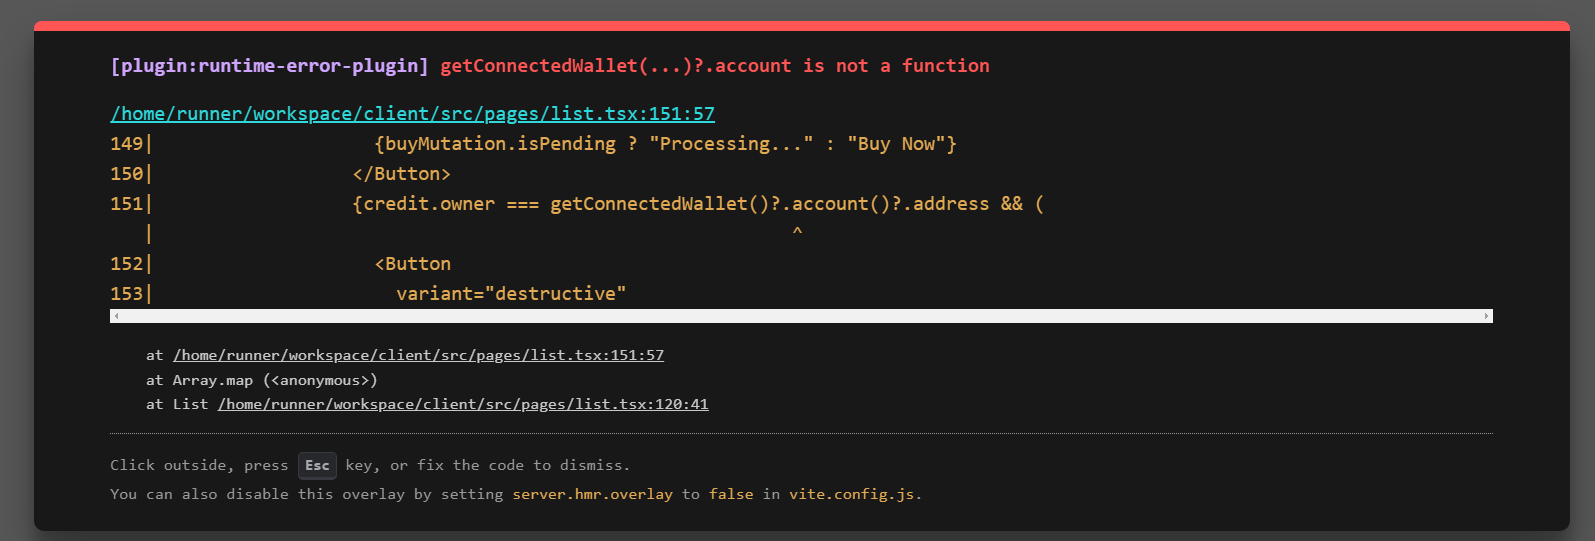 [plugin:runtime-error-plugin] getConnectedWallet(...)?.account is not a function
/home/runner/workspace/client/src/pages/list.tsx:151:57
149|                    {buyMutation.isPending ? "Processing..." : "Buy Now"}
150|                  </Button>
151|                  {credit.owner === getConnectedWallet()?.account()?.address && (
   |                                                         ^
152|                    <Button
153|                      variant="destructive"
at /home/runner/workspace/client/src/pages/list.tsx:151:57
at Array.map (<anonymous>)
at List /home/runner/workspace/client/src/pages/list.tsx:120:41
Click outside, press Esc key, or fix the code to dismiss.
You can also disable this overlay by setting server.hmr.overlay to false in vite.config.js.